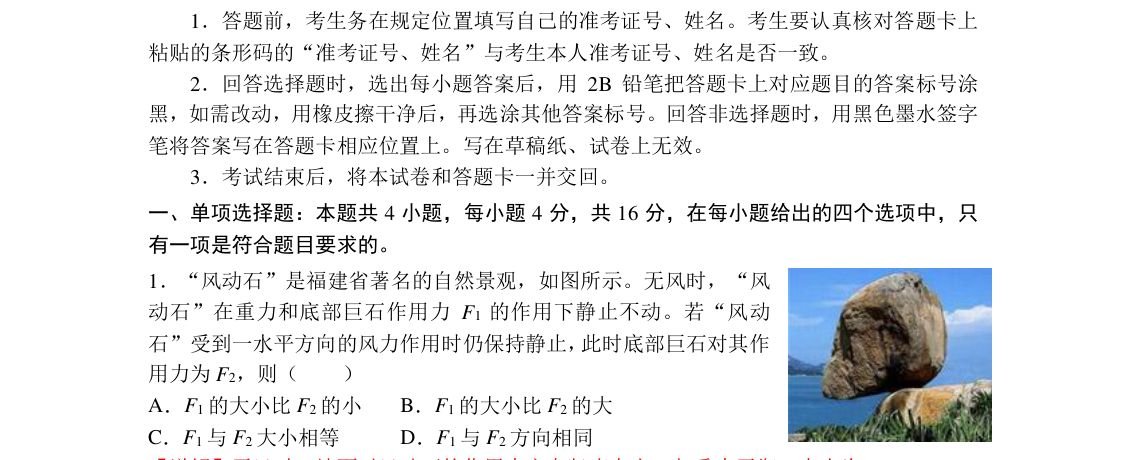 1．答题前，考生务在规定位置填写自己的准考证号、姓名。考生要认真核对答题卡上
粘贴的条形码的“准考证号、姓名”与考生本人准考证号、姓名是否一致。
2．回答选择题时，选出每小题答案后，用 2B 铅笔把答题卡上对应题目的答案标号涂
黑，如需改动，用橡皮擦干净后，再选涂其他答案标号。回答非选择题时，用黑色墨水签字
笔将答案写在答题卡相应位置上。写在草稿纸、试卷上无效。
3．考试结束后，将本试卷和答题卡一并交回。
一、单项选择题：本题共 4 小题，每小题 4 分，共 16 分，在每小题给出的四个选项中，只
有一项是符合题目要求的。
1．“风动石”是福建省著名的自然景观，如图所示。无风时，“风
动石”在重力和底部巨石作用力 F1 的作用下静止不动。若“风动
石”受到一水平方向的风力作用时仍保持静止，此时底部巨石对其作
用力为 F2，则（　　）
A．F1 的大小比 F2 的小　　B．F1 的大小比 F2 的大
C．F1 与 F2 大小相等　　D．F1 与 F2 方向相同